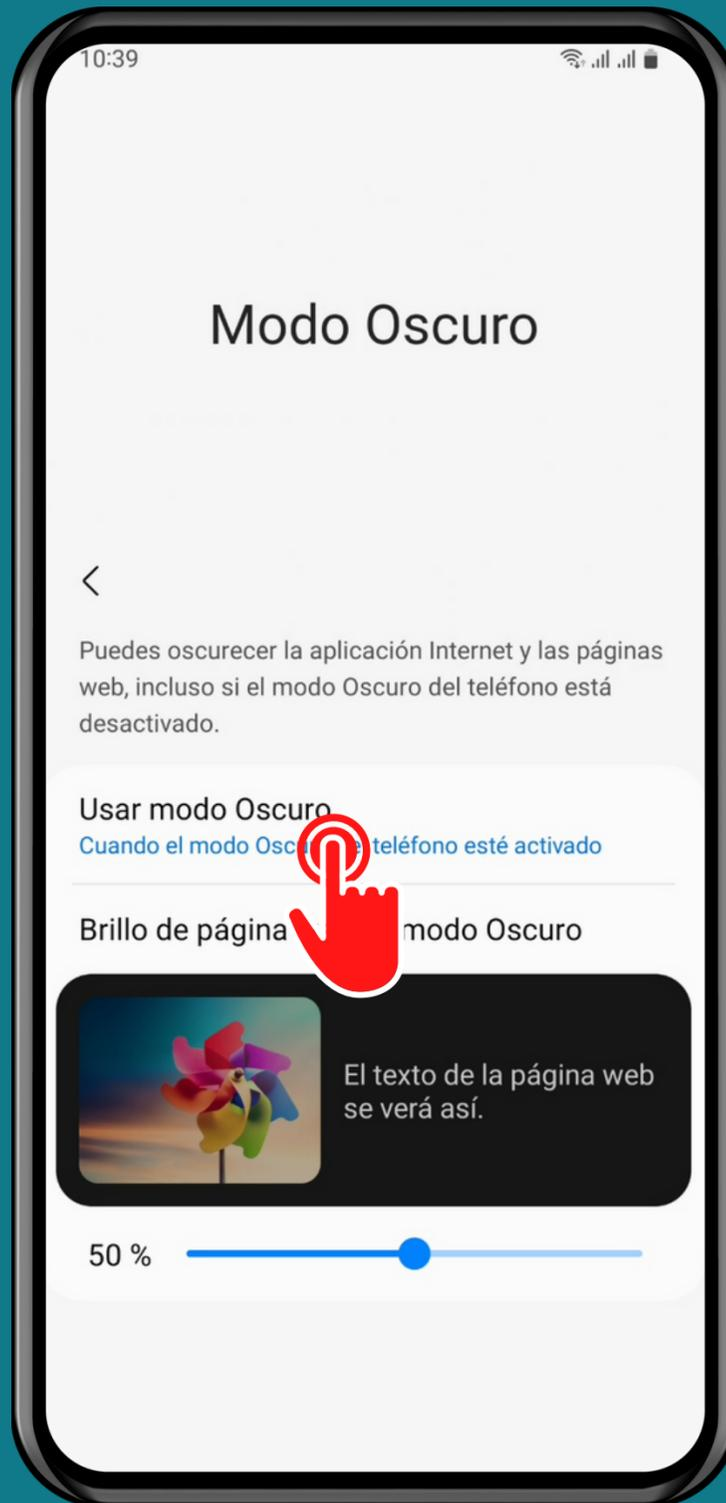 10:39
Modo Oscuro
Puedes oscurecer la aplicación Internet y las páginas
web, incluso si el modo Oscuro del teléfono está
desactivado.
Usar modo Oscuro
Cuando el modo teléfono esté activado
Brillo de página modo Oscuro
El texto de la página web
se verá así.
50 %